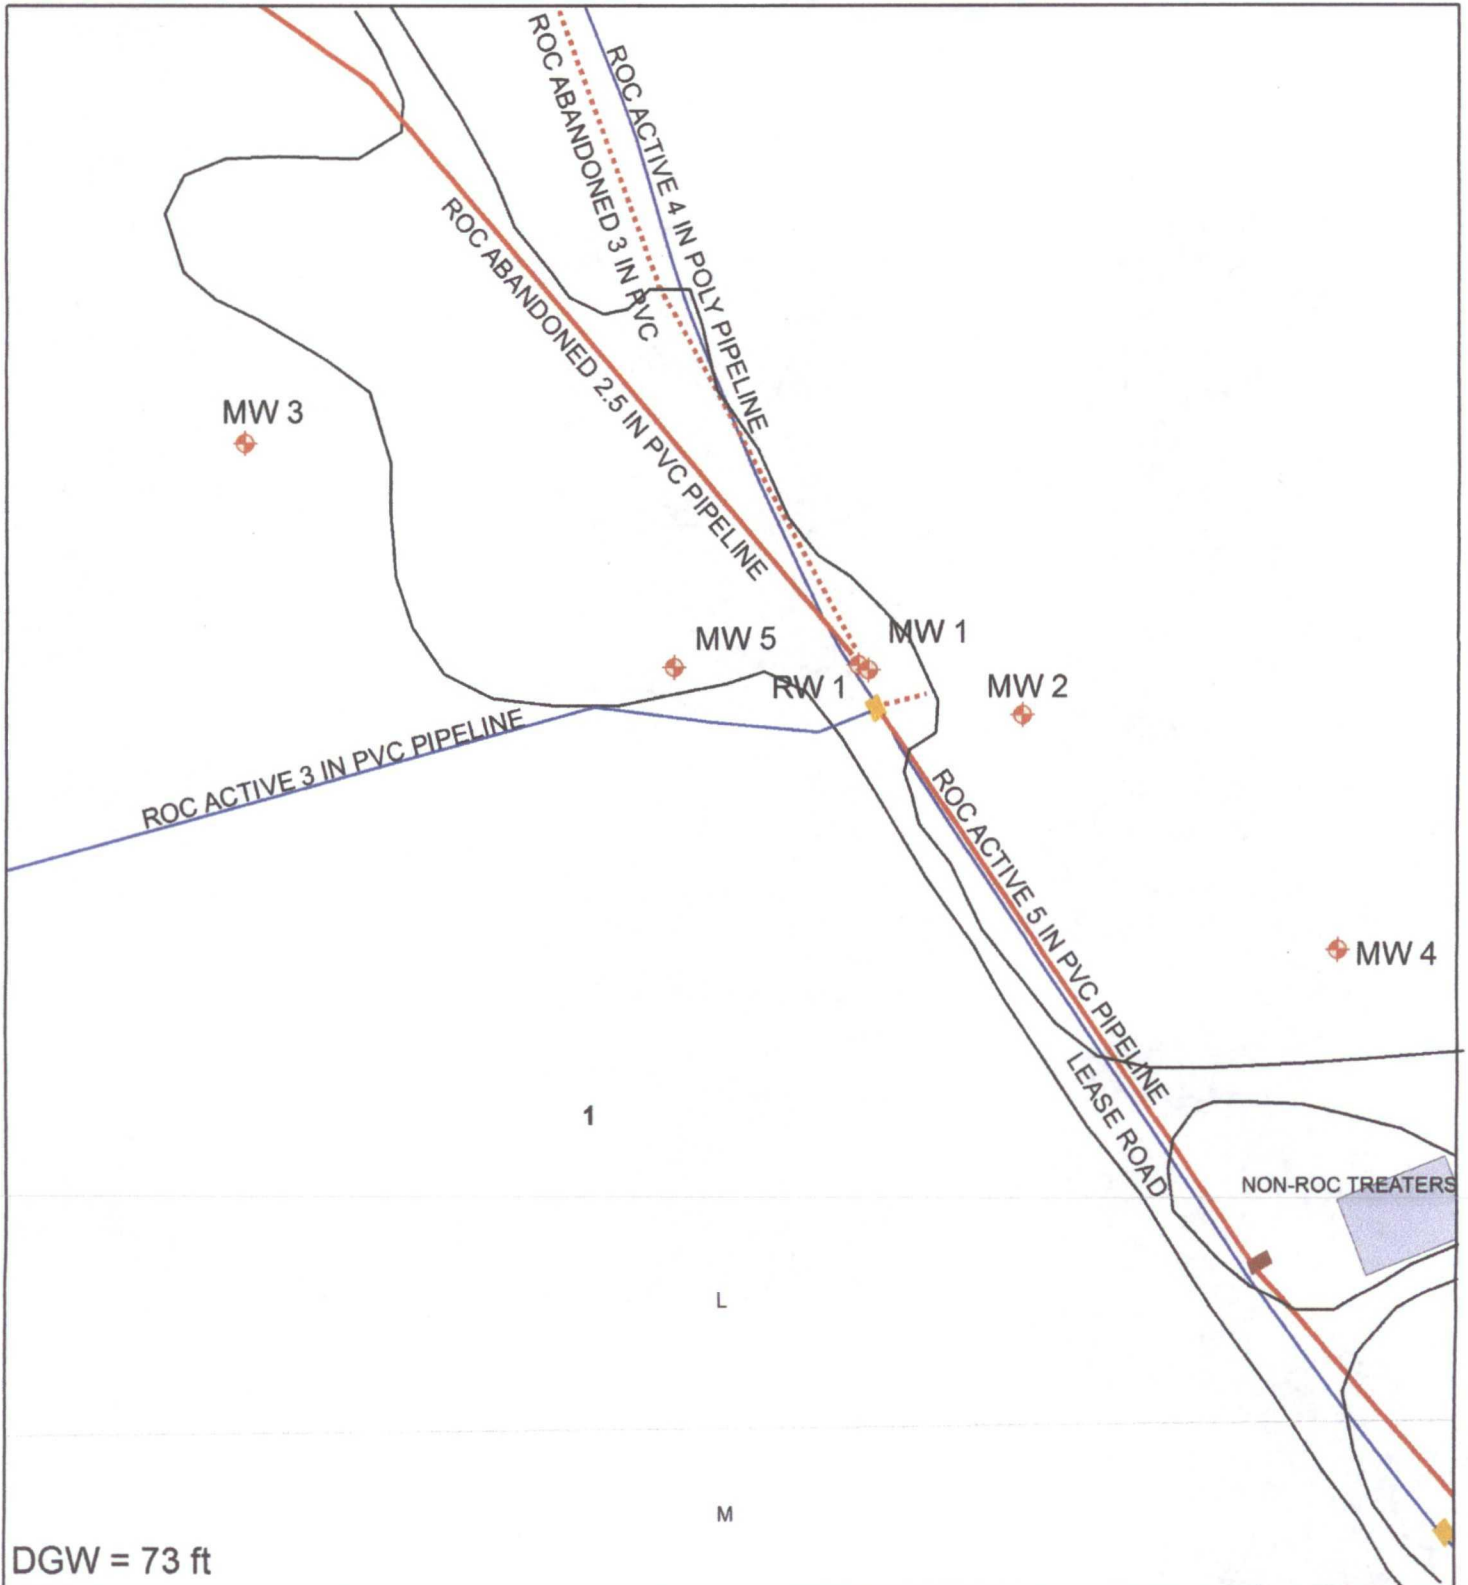 ROC ABANDONED 3 IN PVC
ROC ACTIVE 4 IN POLY PIPELINE
ROC ABANDONED 2.5 IN PVC PIPELINE
MW 3
MW 5
MW 1
RW 1
MW 2
ROC ACTIVE 3 IN PVC PIPELINE
ROC ACTIVE 5 IN PVC PIPELINE
MW 4
LEASE ROAD
1
NON-ROC TREATERS
L
M
DGW = 73 ft